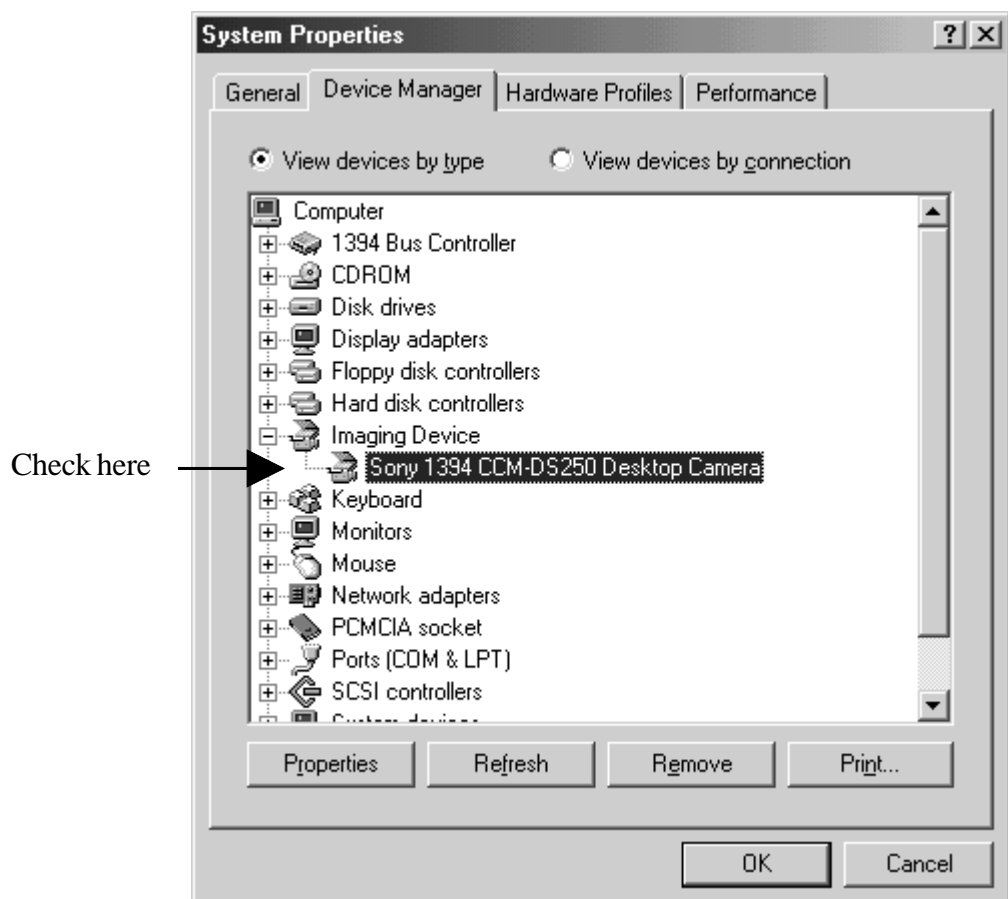 System Properties
General Device Manager Hardware Profiles Performance
View devices by type View devices by connection
Computer
1394 Bus Controller
CDROM
Disk drives
Display adapters
Floppy disk controllers
Hard disk controllers
Imaging Device
Check here Sony 1394 CCM-DS250 Desktop Camera
Keyboard
Monitors
Mouse
Network adapters
PCMCIA socket
Ports (COM & LPT)
SCSI controllers
System devices
Properties Refresh Remove Print...
OK Cancel